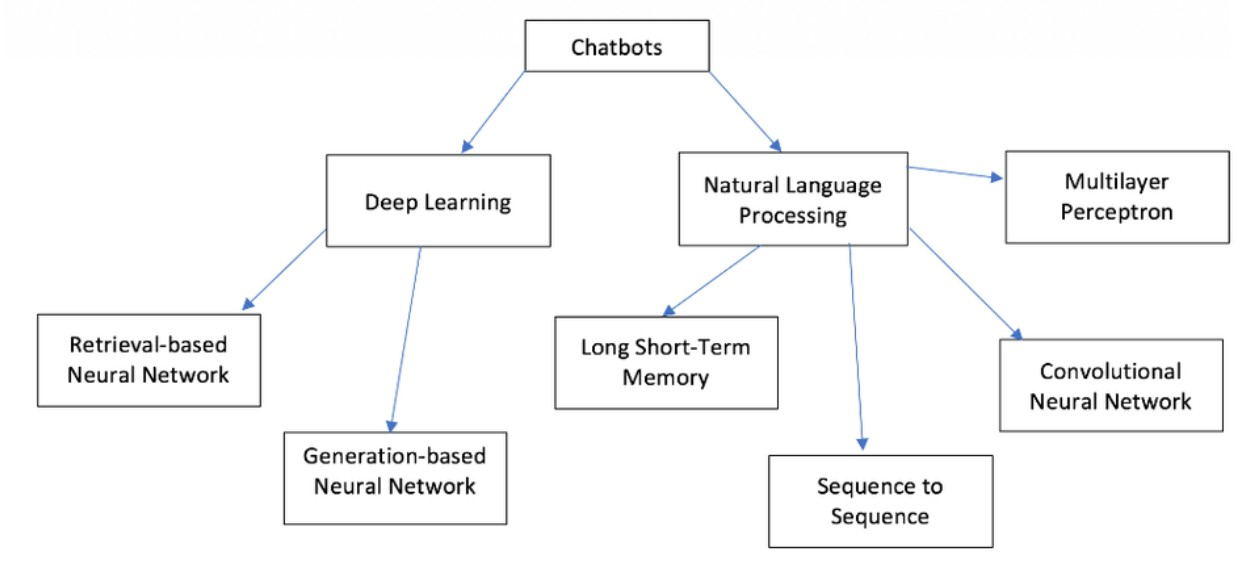 Chatbots
Deep Learning
Natural Language
Processing
Multilayer
Perceptron
Retrieval-based
Neural Network
Generation-based
Neural Network
Long Short-Term
Memory
Sequence to
Sequence
Convolutional
Neural Network